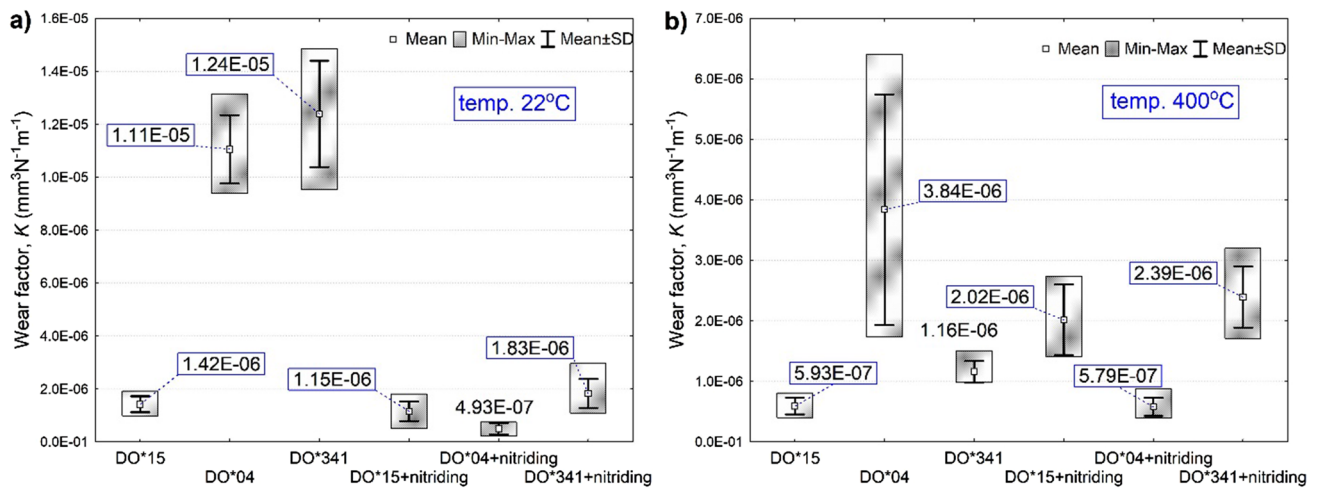 a)
1.6E-05
1.4E-05
1.2E-05
1.0E-05
8.0E-06
6.0E-06
4.0E-06
2.0E-06
0.0E-01
Wear factor, K (mm³N⁻¹m⁻¹)
Mean Min-Max Mean±SD
temp. 22°C
1.24E-05
1.11E-05
1.42E-06
1.15E-06
4.93E-07
1.83E-06
DO*15
DO*04
DO*341
DO*15+nitriding
DO*04+nitriding
DO*341+nitriding
b)
7.0E-06
6.0E-06
5.0E-06
4.0E-06
3.0E-06
2.0E-06
1.0E-06
0.0E-01
Wear factor, K (mm³N⁻¹m⁻¹)
Mean Min-Max Mean±SD
temp. 400°C
3.84E-06
2.39E-06
2.02E-06
1.16E-06
5.93E-07
5.79E-07
DO*15
DO*04
DO*341
DO*15+nitriding
DO*04+nitriding
DO*341+nitriding